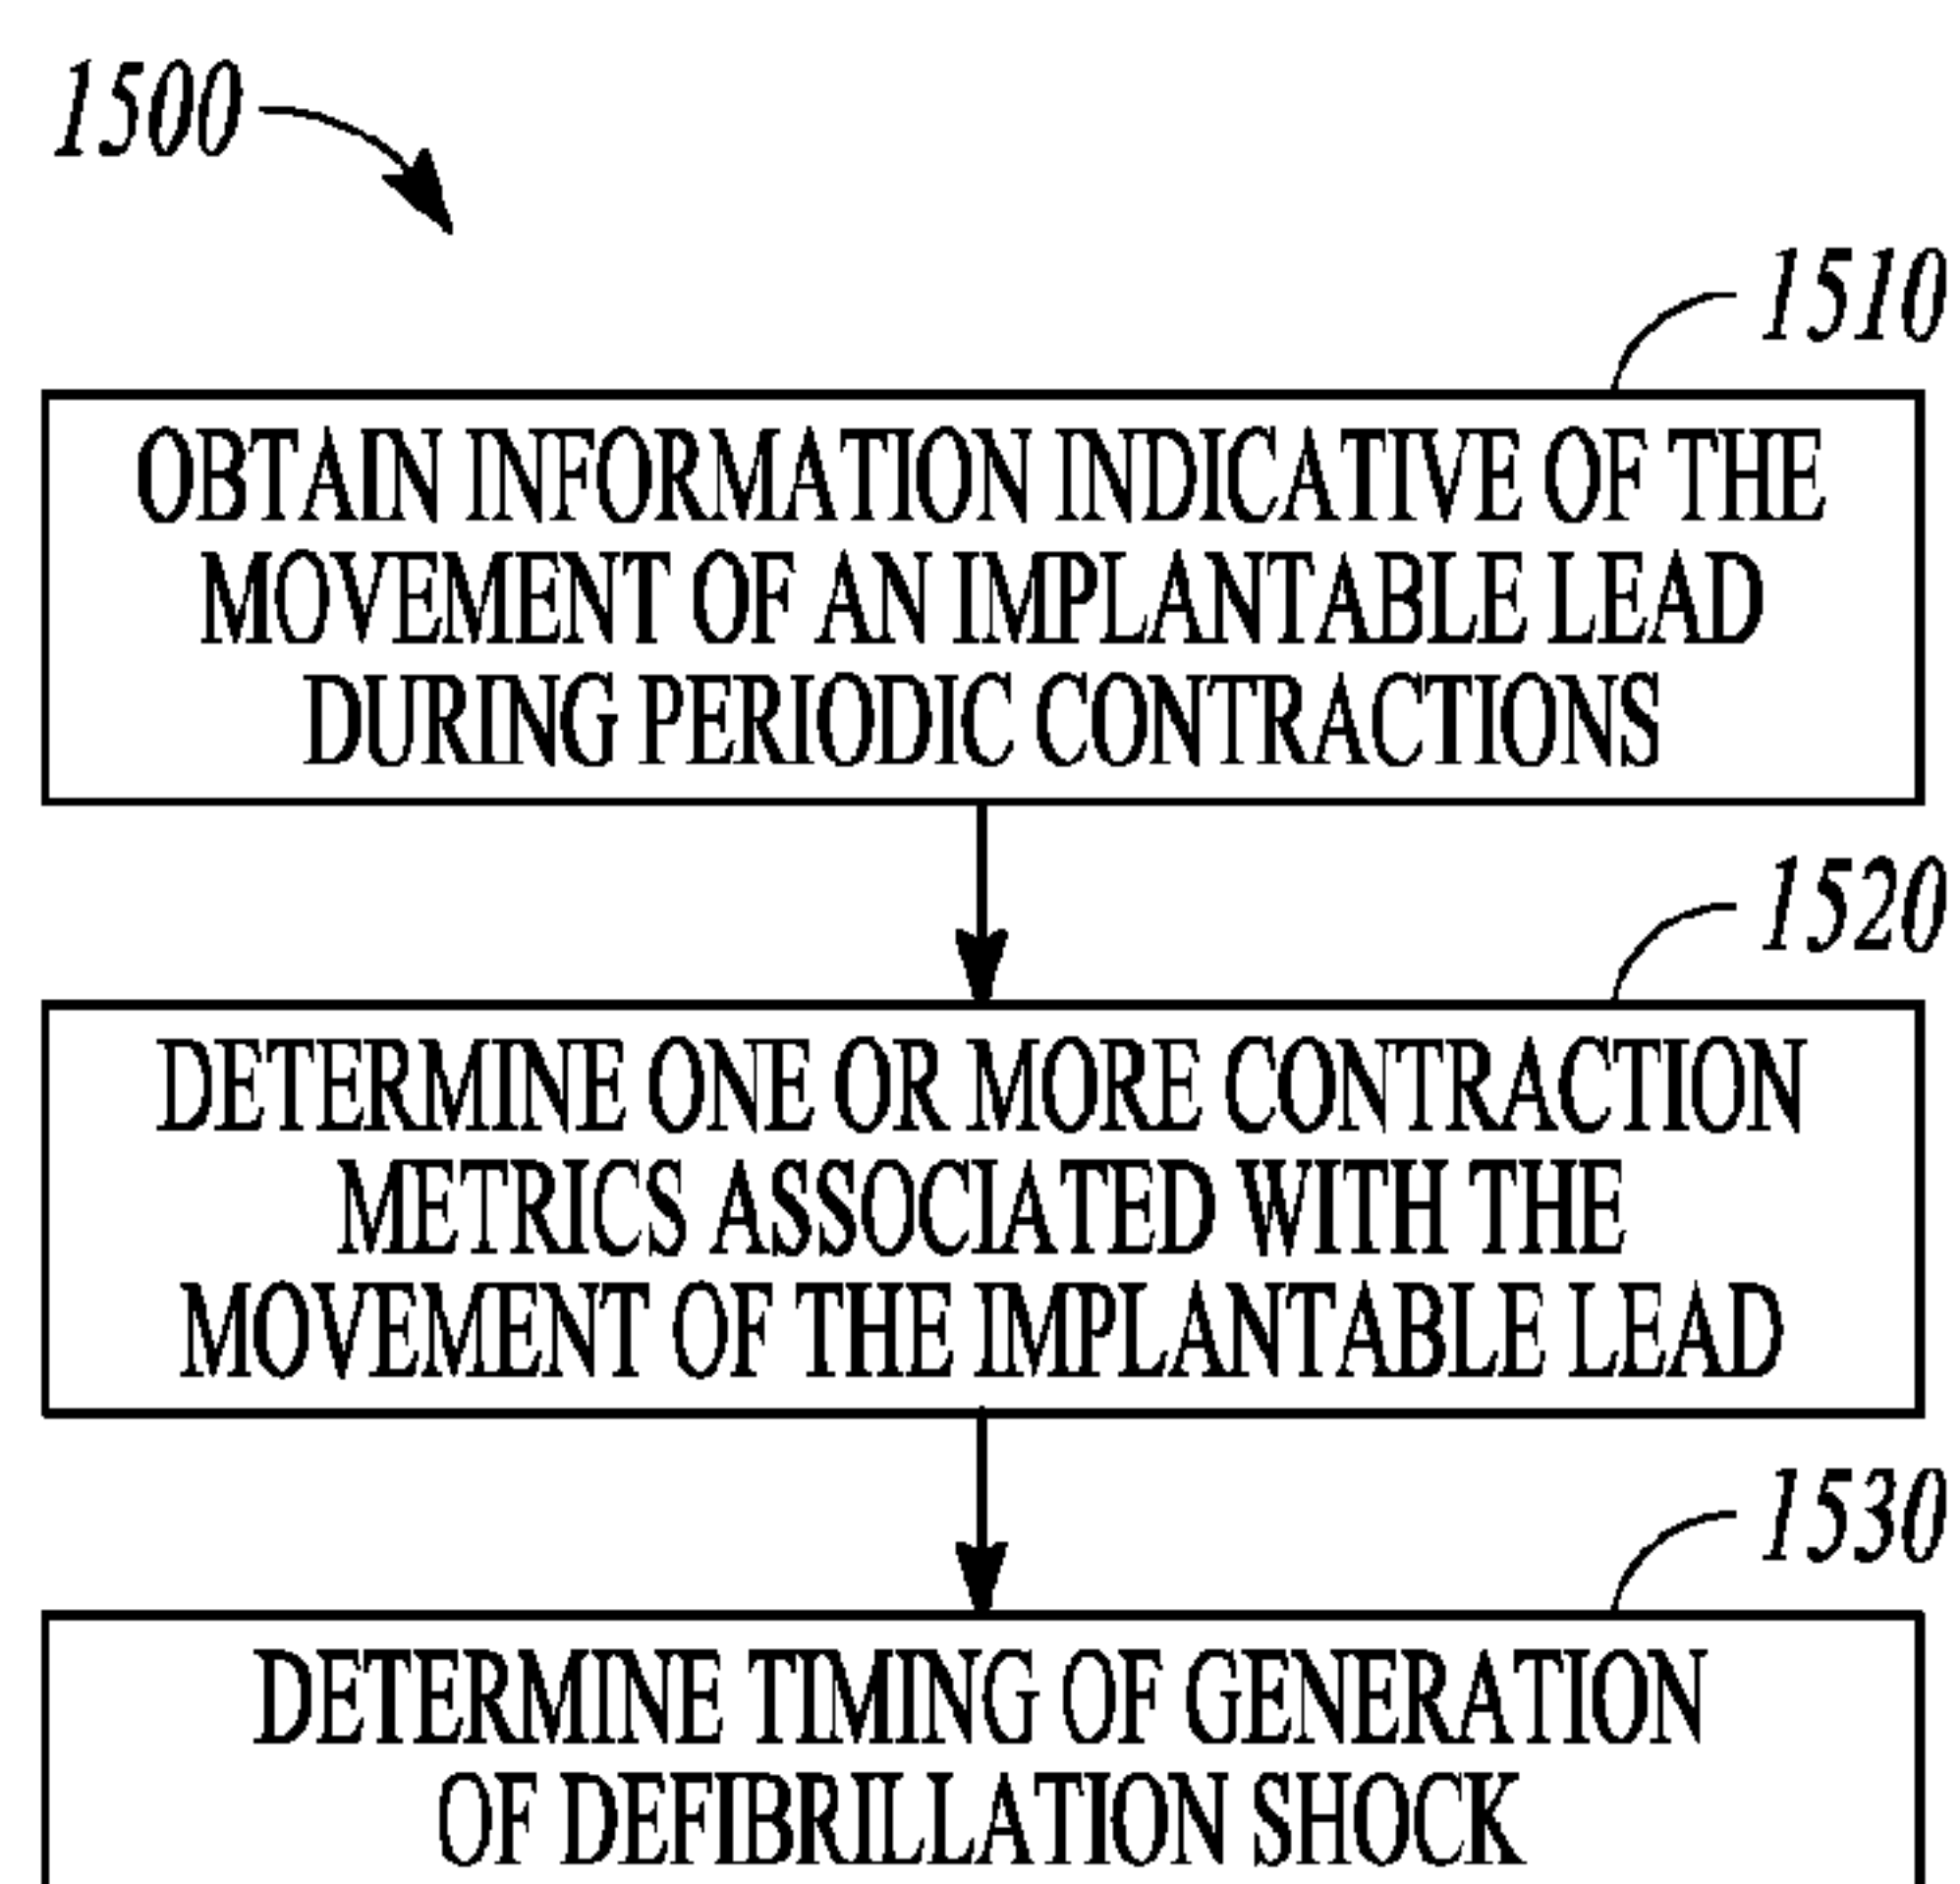 1500
1510
OBTAIN INFORMATION INDICATIVE OF THE
MOVEMENT OF AN IMPLANTABLE LEAD
DURING PERIODIC CONTRACTIONS
1520
DETERMINE ONE OR MORE CONTRACTION
METRICS ASSOCIATED WITH THE
MOVEMENT OF THE IMPLANTABLE LEAD
1530
DETERMINE TIMING OF GENERATION
OF DEFIBRILLATION SHOCK